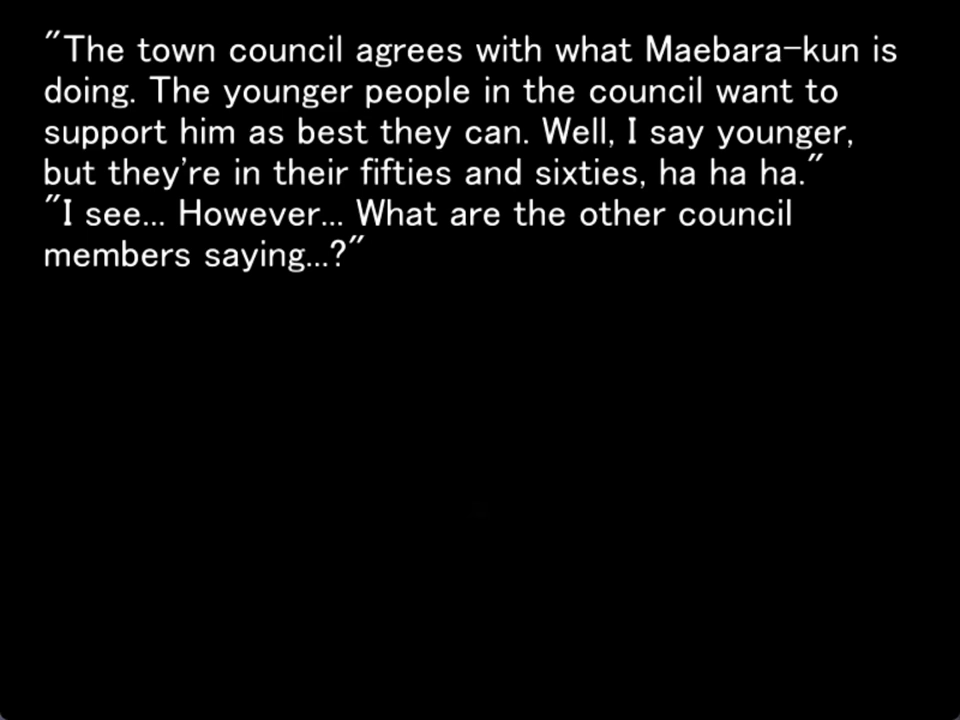 "The town council agrees with what Maebara-kun is
doing. The younger people in the council want to
support him as best they can. Well, I say younger,
but they're in their fifties and sixties, ha ha ha."
"I see... However... What are the other council
members saying...?"